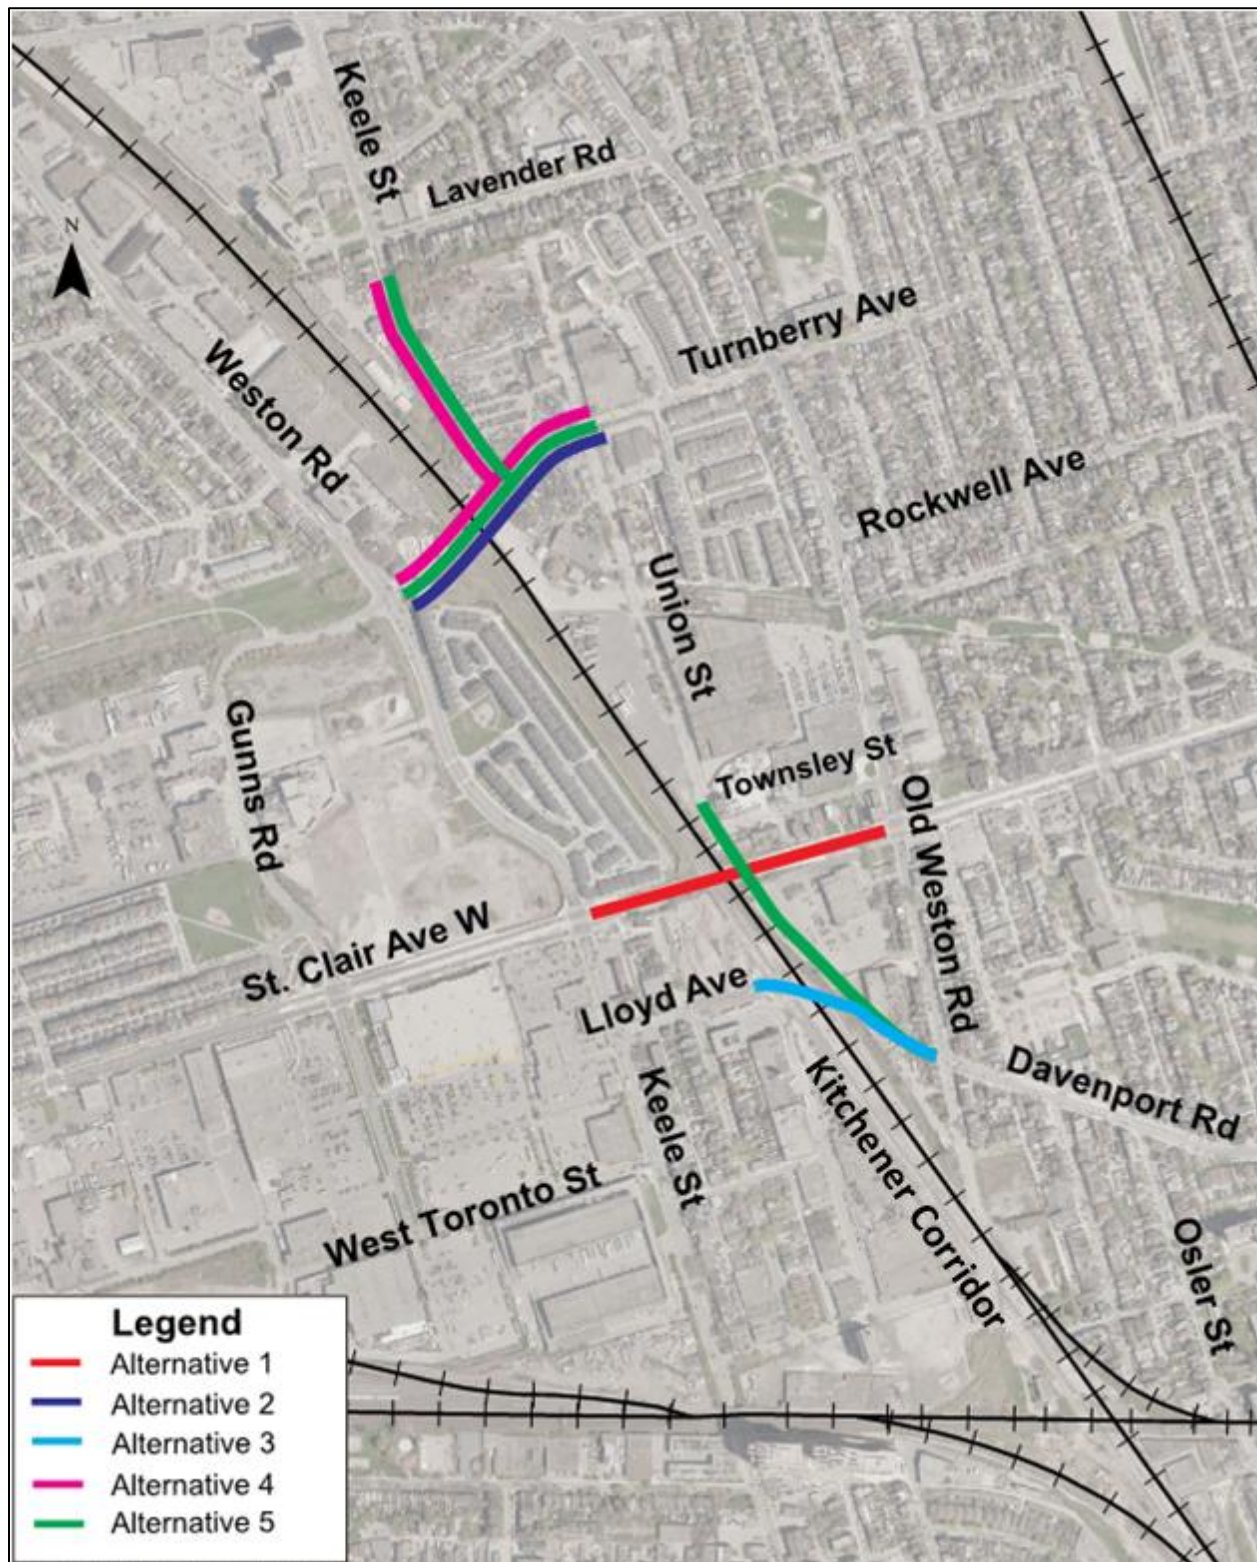 Keele St
Lavender Rd
N
Turnberry Ave
Weston Rd
Rockwell Ave
Union St
Gunns Rd
Townsley St
Old Weston Rd
St. Clair Ave W
Lloyd Ave
Davenport Rd
Keele St
Kitchener Corridor
West Toronto St
Osler St
Legend
Alternative 1
Alternative 2
Alternative 3
Alternative 4
Alternative 5